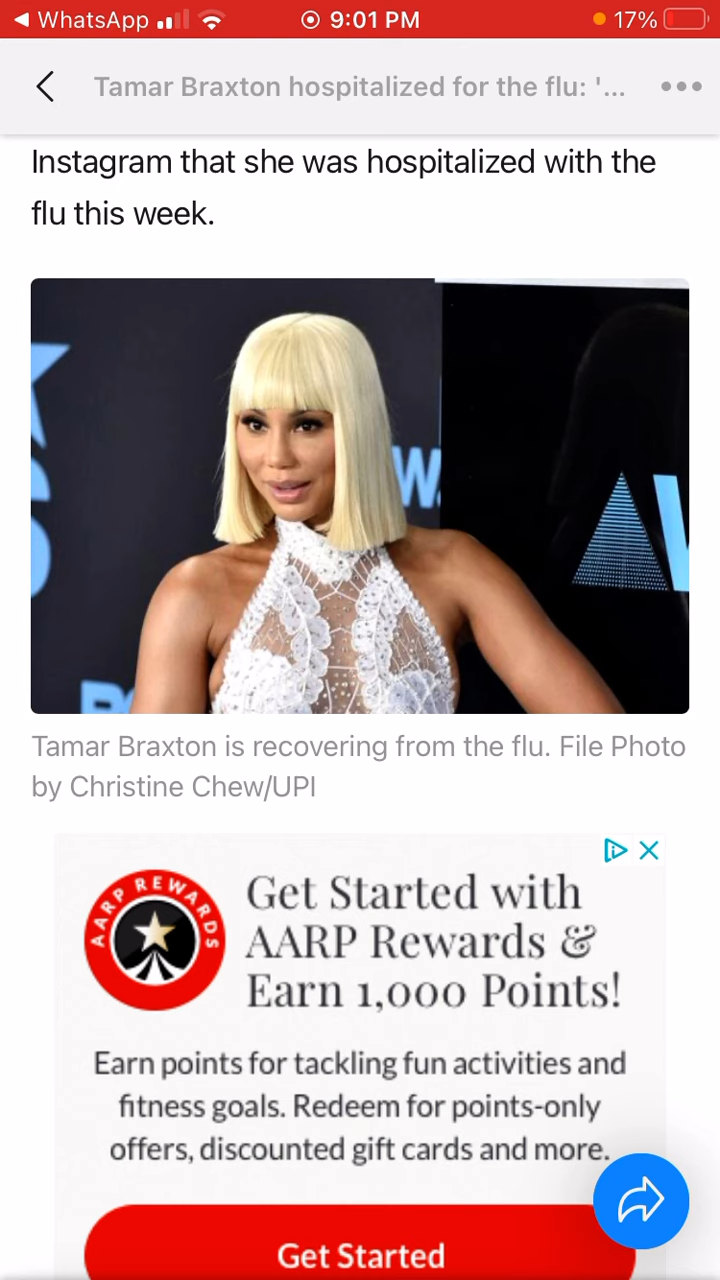 WhatsApp 9:01 PM 17%
Tamar Braxton hospitalized for the flu: '...
Instagram that she was hospitalized with the
flu this week.
W.
Tamar Braxton is recovering from the flu. File Photo
by Christine Chew/UPI
AARP REWARDS
Get Started with
AARP Rewards &
Earn 1,000 Points!
Earn points for tackling fun activities and
fitness goals. Redeem for points-only
offers, discounted gift cards and more.
Get Started